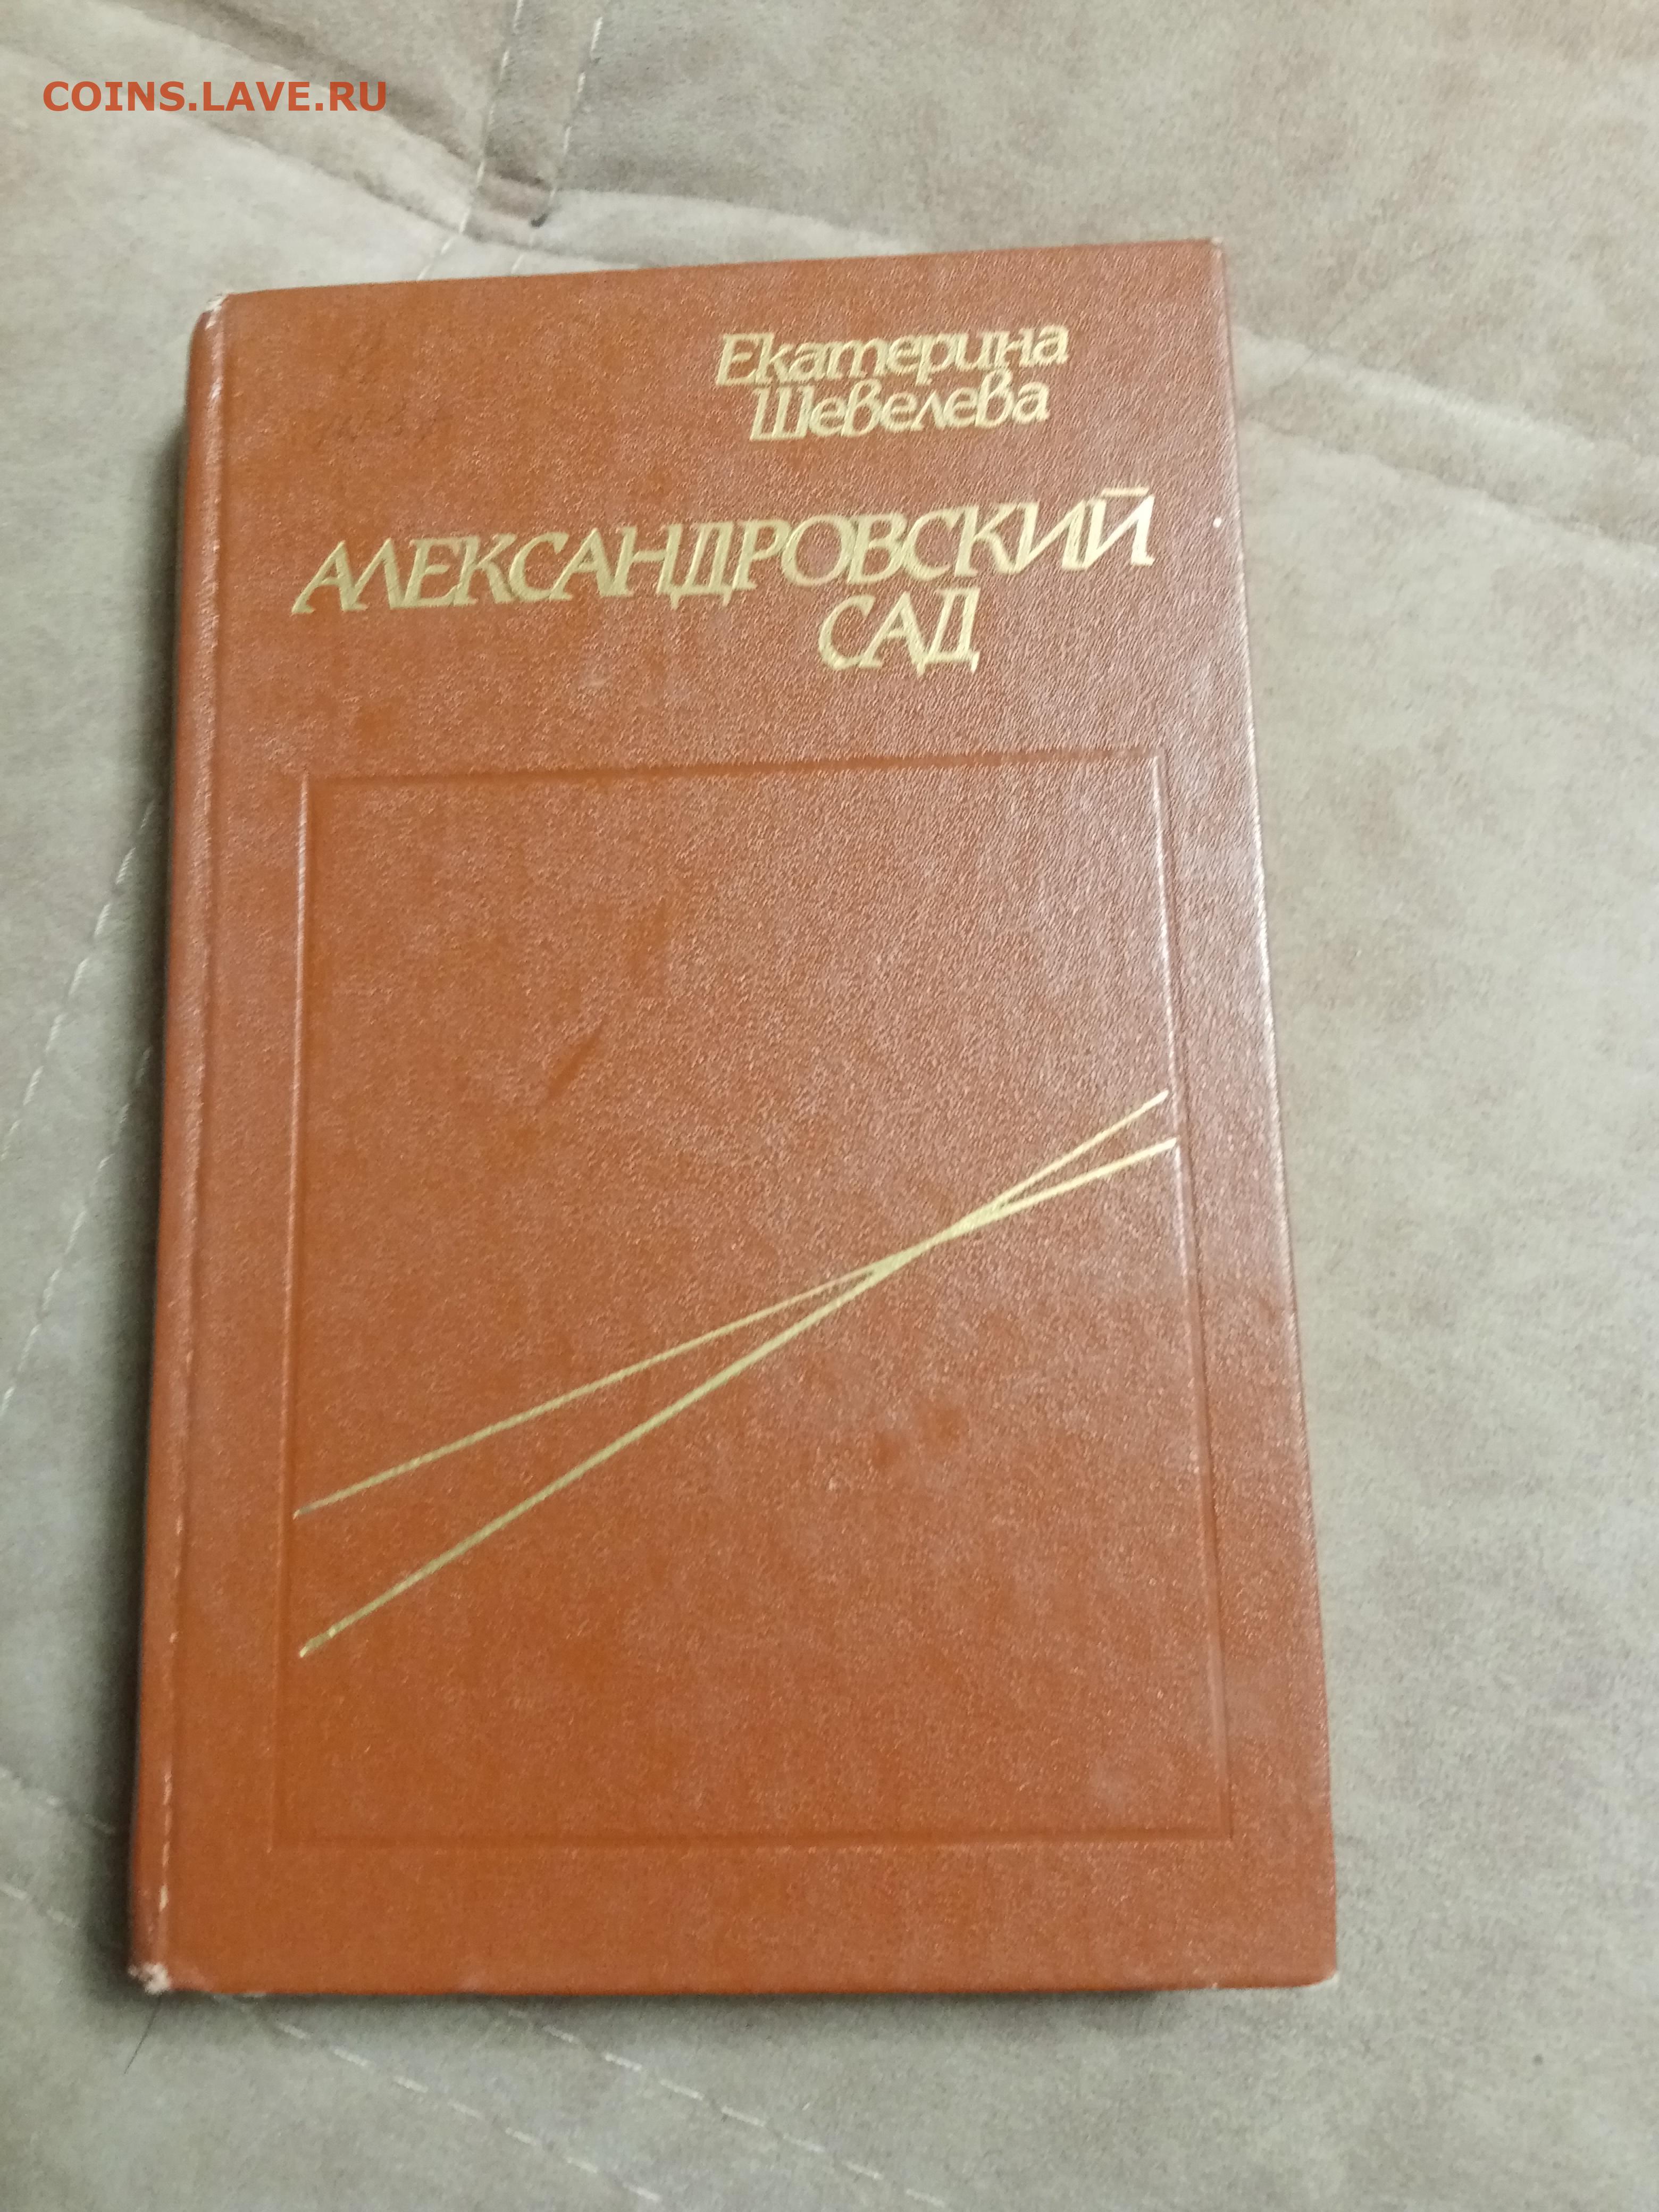 COINS.LAVE.RU
Екатерина
Шевелева
АЛЕКСАНДРОВСКИЙ
САД